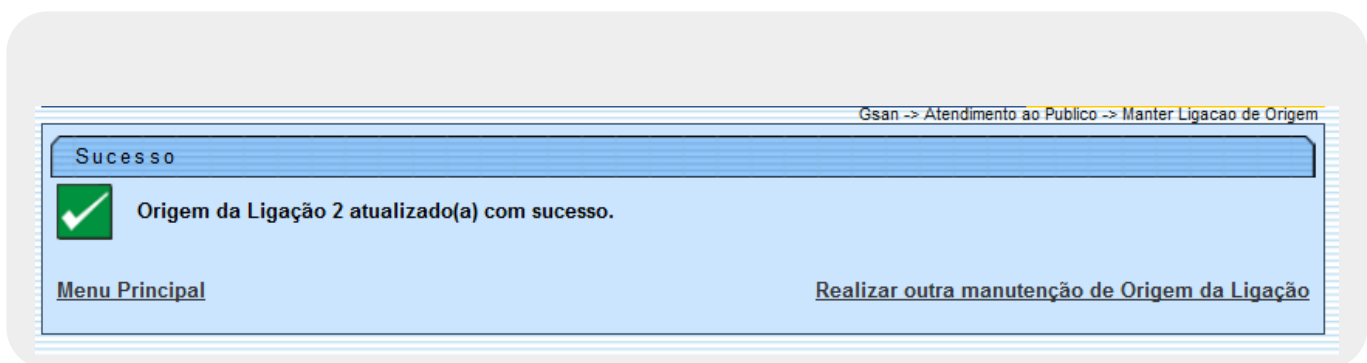 Gsan -> Atendimento ao Publico -> Manter Ligacao de Origem
Sucesso
Origem da Ligação 2 atualizado(a) com sucesso.
Menu Principal
Realizar outra manutenção de Origem da Ligação